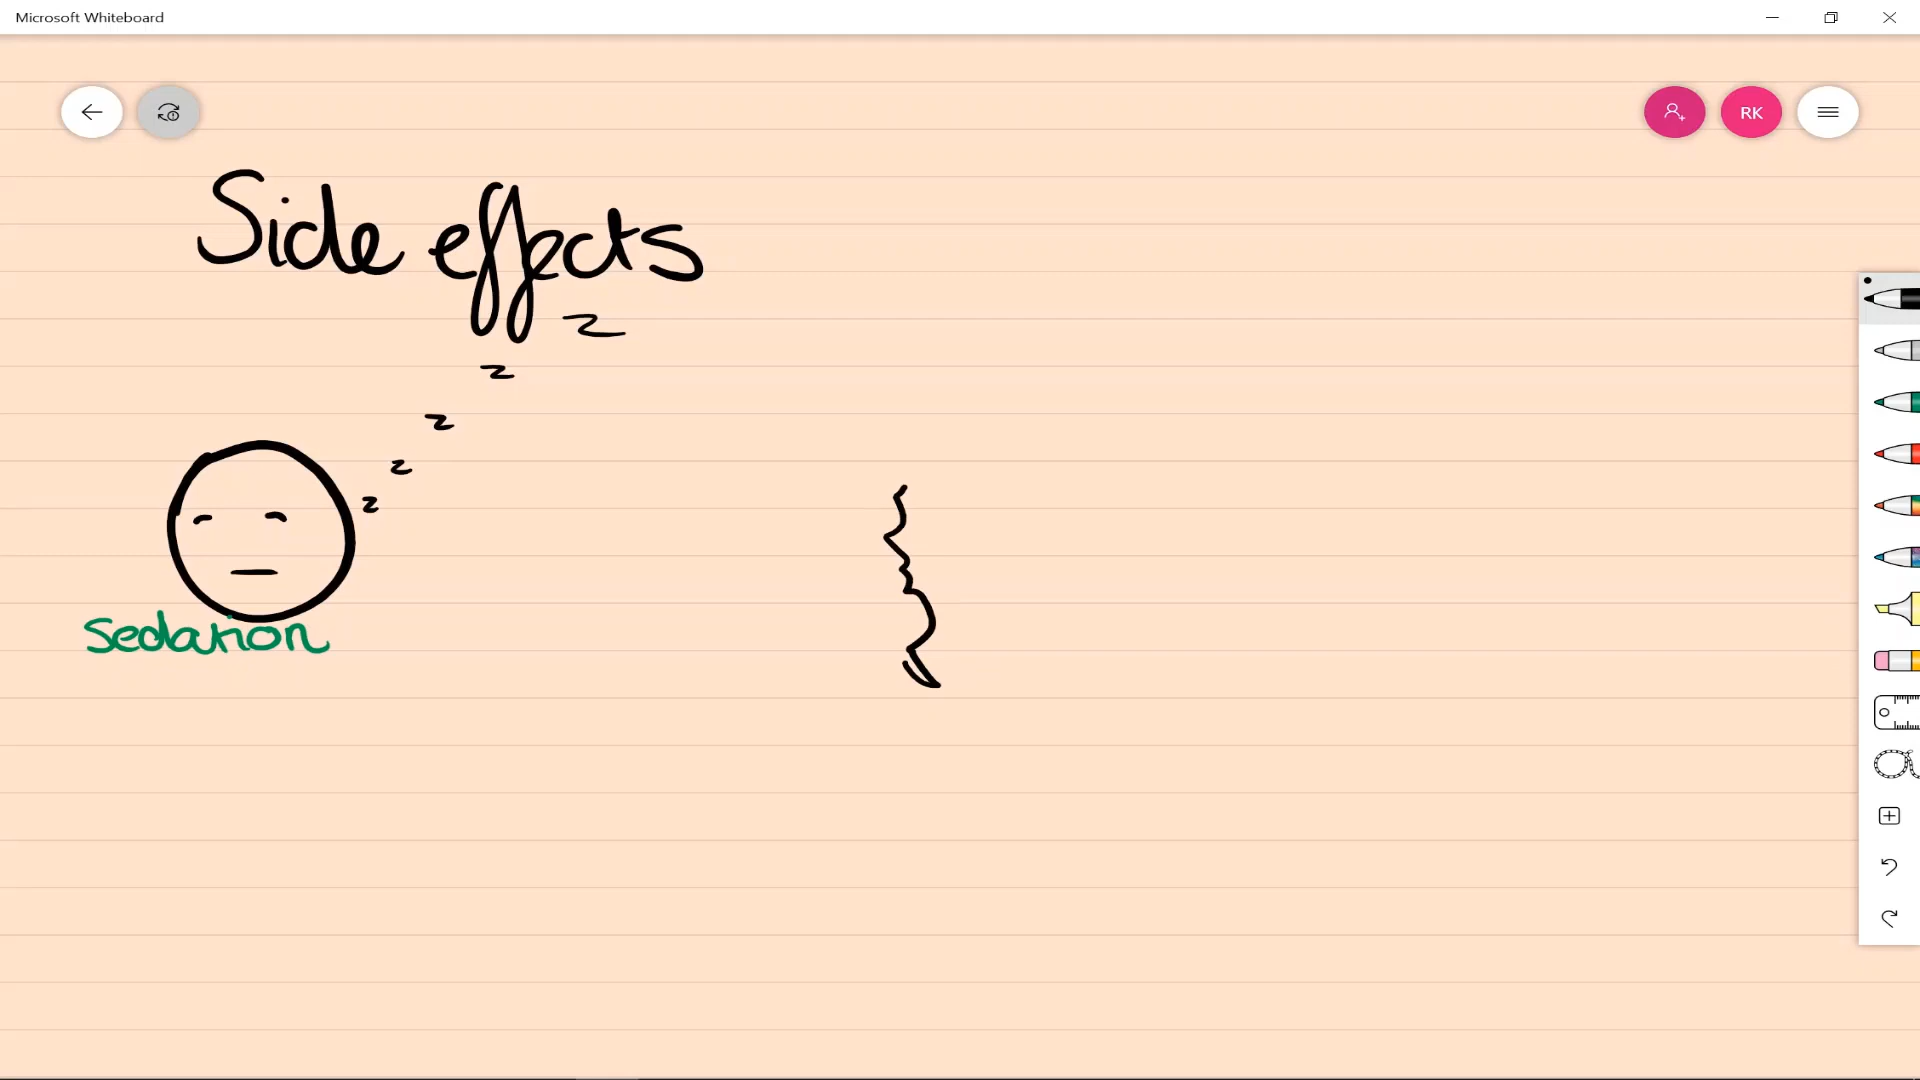 Microsoft Whiteboard
RK
Side effects
z
z
z
z
z
sedation